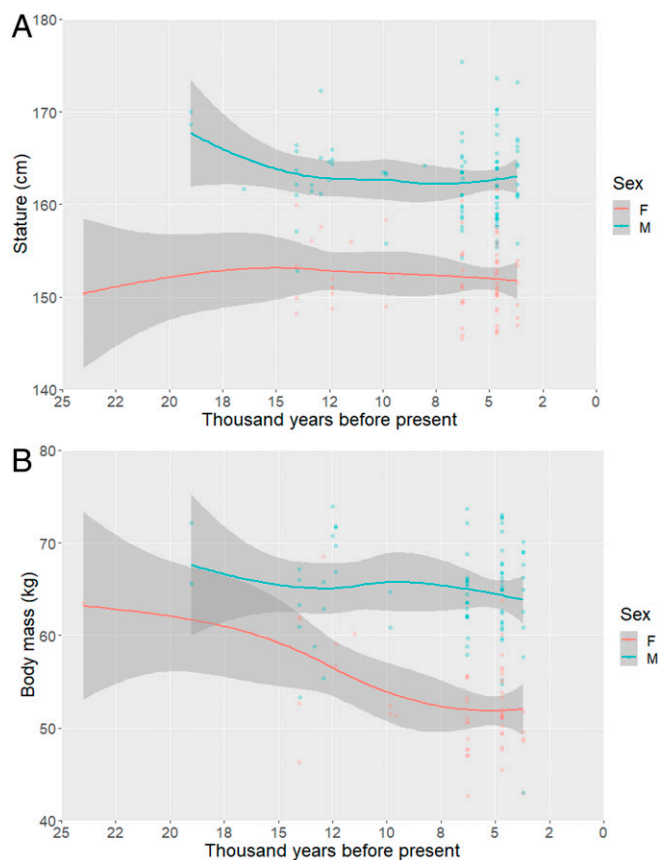 A
180
170
160
150
140
Stature (cm)
25 22 20 18 15 12 10 8 5 2 0
Thousand years before present
Sex
F
M
B
80
70
60
50
40
Body mass (kg)
25 22 20 18 15 12 10 8 5 2 0
Thousand years before present
Sex
F
M